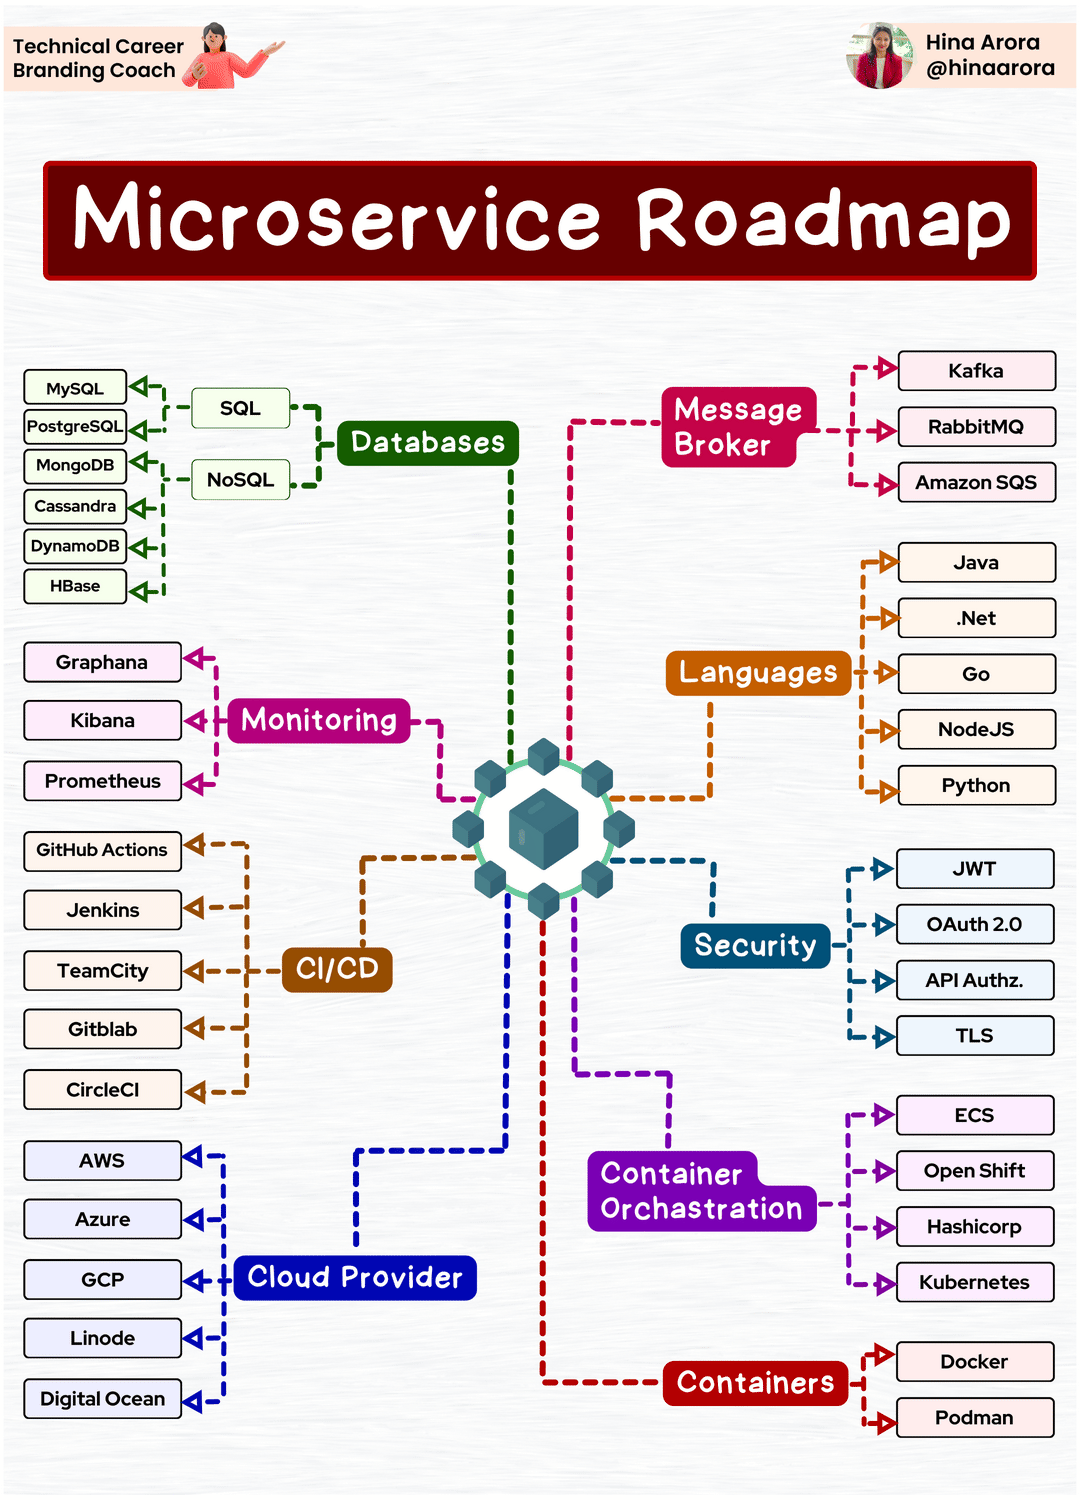 Technical Career
Branding Coach
Hina Arora
@hinaarora
Microservice Roadmap
MySQL
PostgreSQL
MongoDB
Cassandra
DynamoDB
HBase
SQL
NoSQL
Databases
Message
Broker
Kafka
RabbitMQ
Amazon SQS
Graphana
Kibana
Prometheus
Monitoring
Languages
Java
.Net
Go
NodeJS
Python
GitHub Actions
Jenkins
TeamCity
Gitblab
CircleCI
CI/CD
Security
JWT
OAuth 2.0
API Authz.
TLS
AWS
Azure
GCP
Linode
Digital Ocean
Cloud Provider
Container
Orchastration
ECS
Open Shift
Hashicorp
Kubernetes
Containers
Docker
Podman